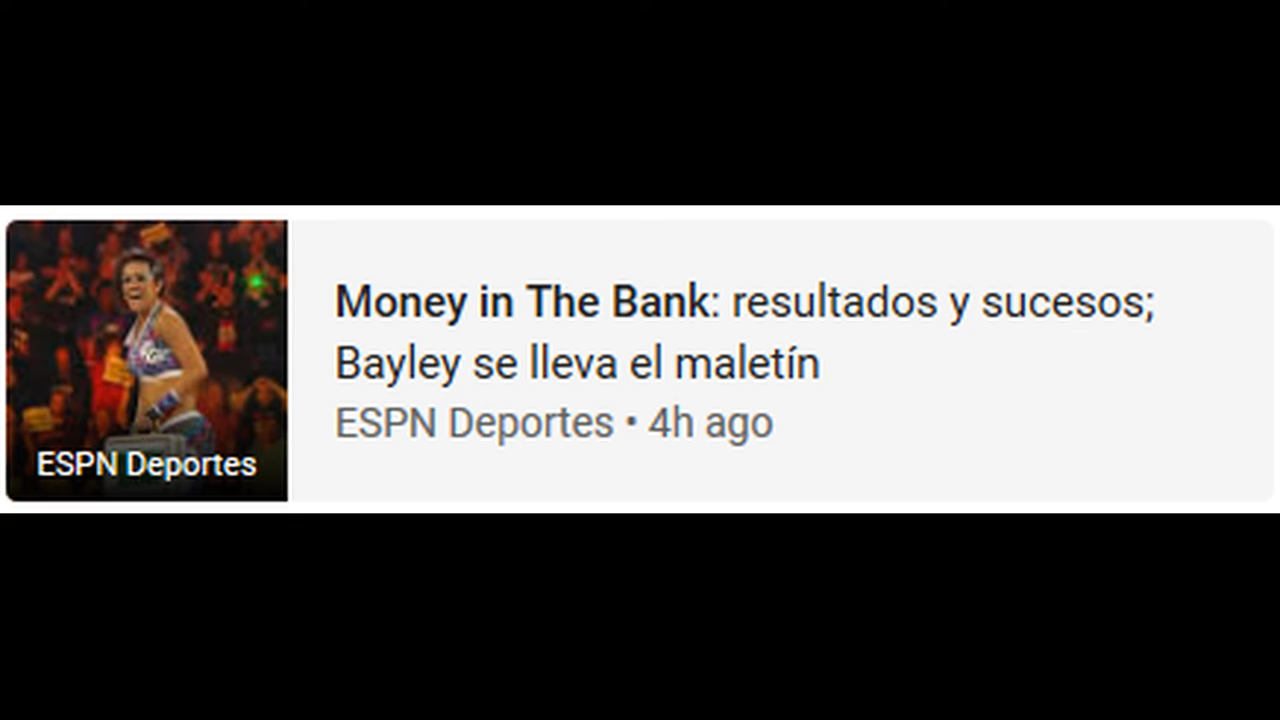 Money in The Bank: resultados y sucesos;
Bayley se lleva el maletín
ESPN Deportes • 4h ago
ESPN Deportes